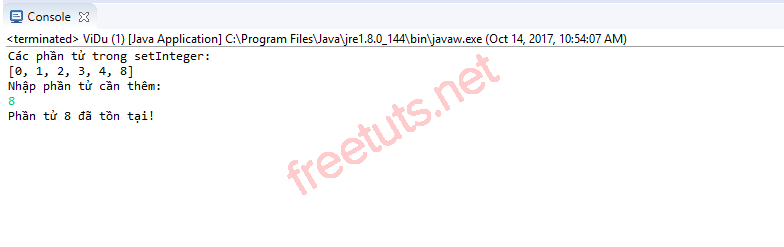 Console
<terminated> ViDu (1) [Java Application] C:\Program Files\Java\jre1.8.0_144\bin\javaw.exe (Oct 14, 2017, 10:54:07 AM)
Các phần tử trong setInteger:
[0, 1, 2, 3, 4, 8]
Nhập phần tử cần thêm:
8
Phần tử 8 đã tồn tại!
freetuts.net